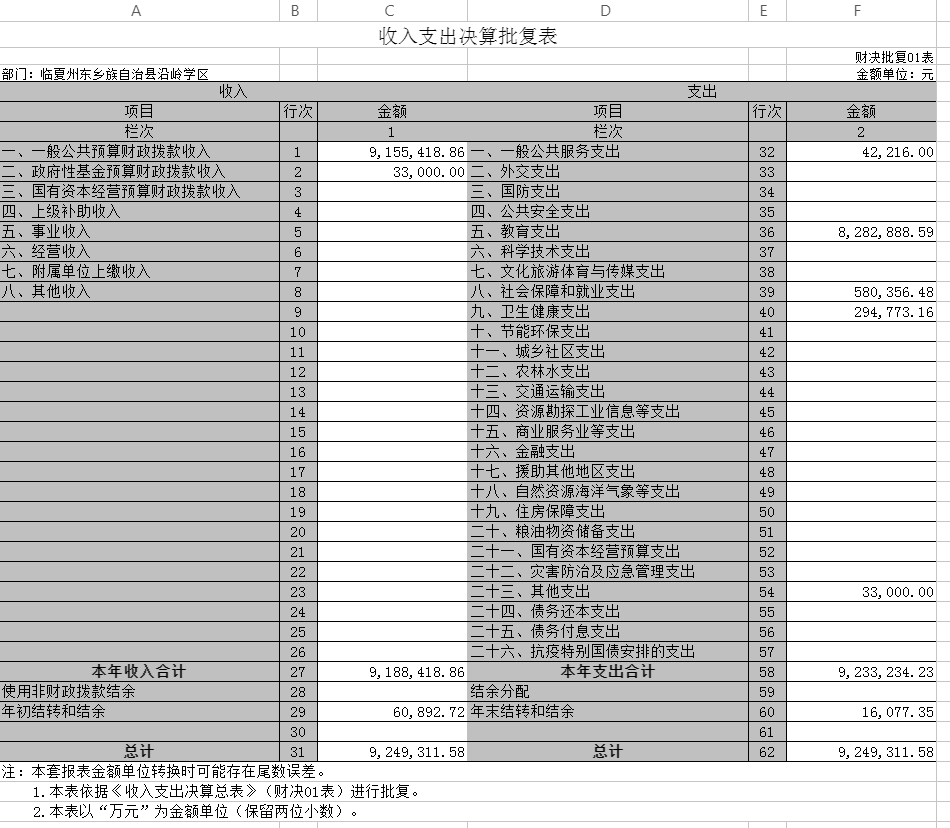 A B C D E F
收入支出决算批复表
财决批复01表
部门：临夏州东乡族自治县沿岭学区 金额单位：元
收入 支出
项目 行次 金额 项目 行次 金额
栏次 1 栏次 2
一、一般公共预算财政拨款收入 1 9,155,418.86 一、一般公共服务支出 32 42,216.00
二、政府性基金预算财政拨款收入 2 33,000.00 二、外交支出 33
三、国有资本经营预算财政拨款收入 3 三、国防支出 34
四、上级补助收入 4 四、公共安全支出 35
五、事业收入 5 五、教育支出 36 8,282,888.59
六、经营收入 6 六、科学技术支出 37
七、附属单位上缴收入 7 七、文化旅游体育与传媒支出 38
八、其他收入 8 八、社会保障和就业支出 39 580,356.48
9 九、卫生健康支出 40 294,773.16
10 十、节能环保支出 41
11 十一、城乡社区支出 42
12 十二、农林水支出 43
13 十三、交通运输支出 44
14 十四、资源勘探工业信息等支出 45
15 十五、商业服务业等支出 46
16 十六、金融支出 47
17 十七、援助其他地区支出 48
18 十八、自然资源海洋气象等支出 49
19 十九、住房保障支出 50
20 二十、粮油物资储备支出 51
21 二十一、国有资本经营预算支出 52
22 二十二、灾害防治及应急管理支出 53
23 二十三、其他支出 54 33,000.00
24 二十四、债务还本支出 55
25 二十五、债务付息支出 56
26 二十六、抗疫特别国债安排的支出 57
本年收入合计 27 9,188,418.86 本年支出合计 58 9,233,234.23
使用非财政拨款结余 28 结余分配 59
年初结转和结余 29 60,892.72 年末结转和结余 60 16,077.35
30 61
总计 31 9,249,311.58 总计 62 9,249,311.58
注：本套报表金额单位转换时可能存在尾数误差。
1.本表依据《收入支出决算总表》（财决01表）进行批复。
2.本表以“万元”为金额单位（保留两位小数）。